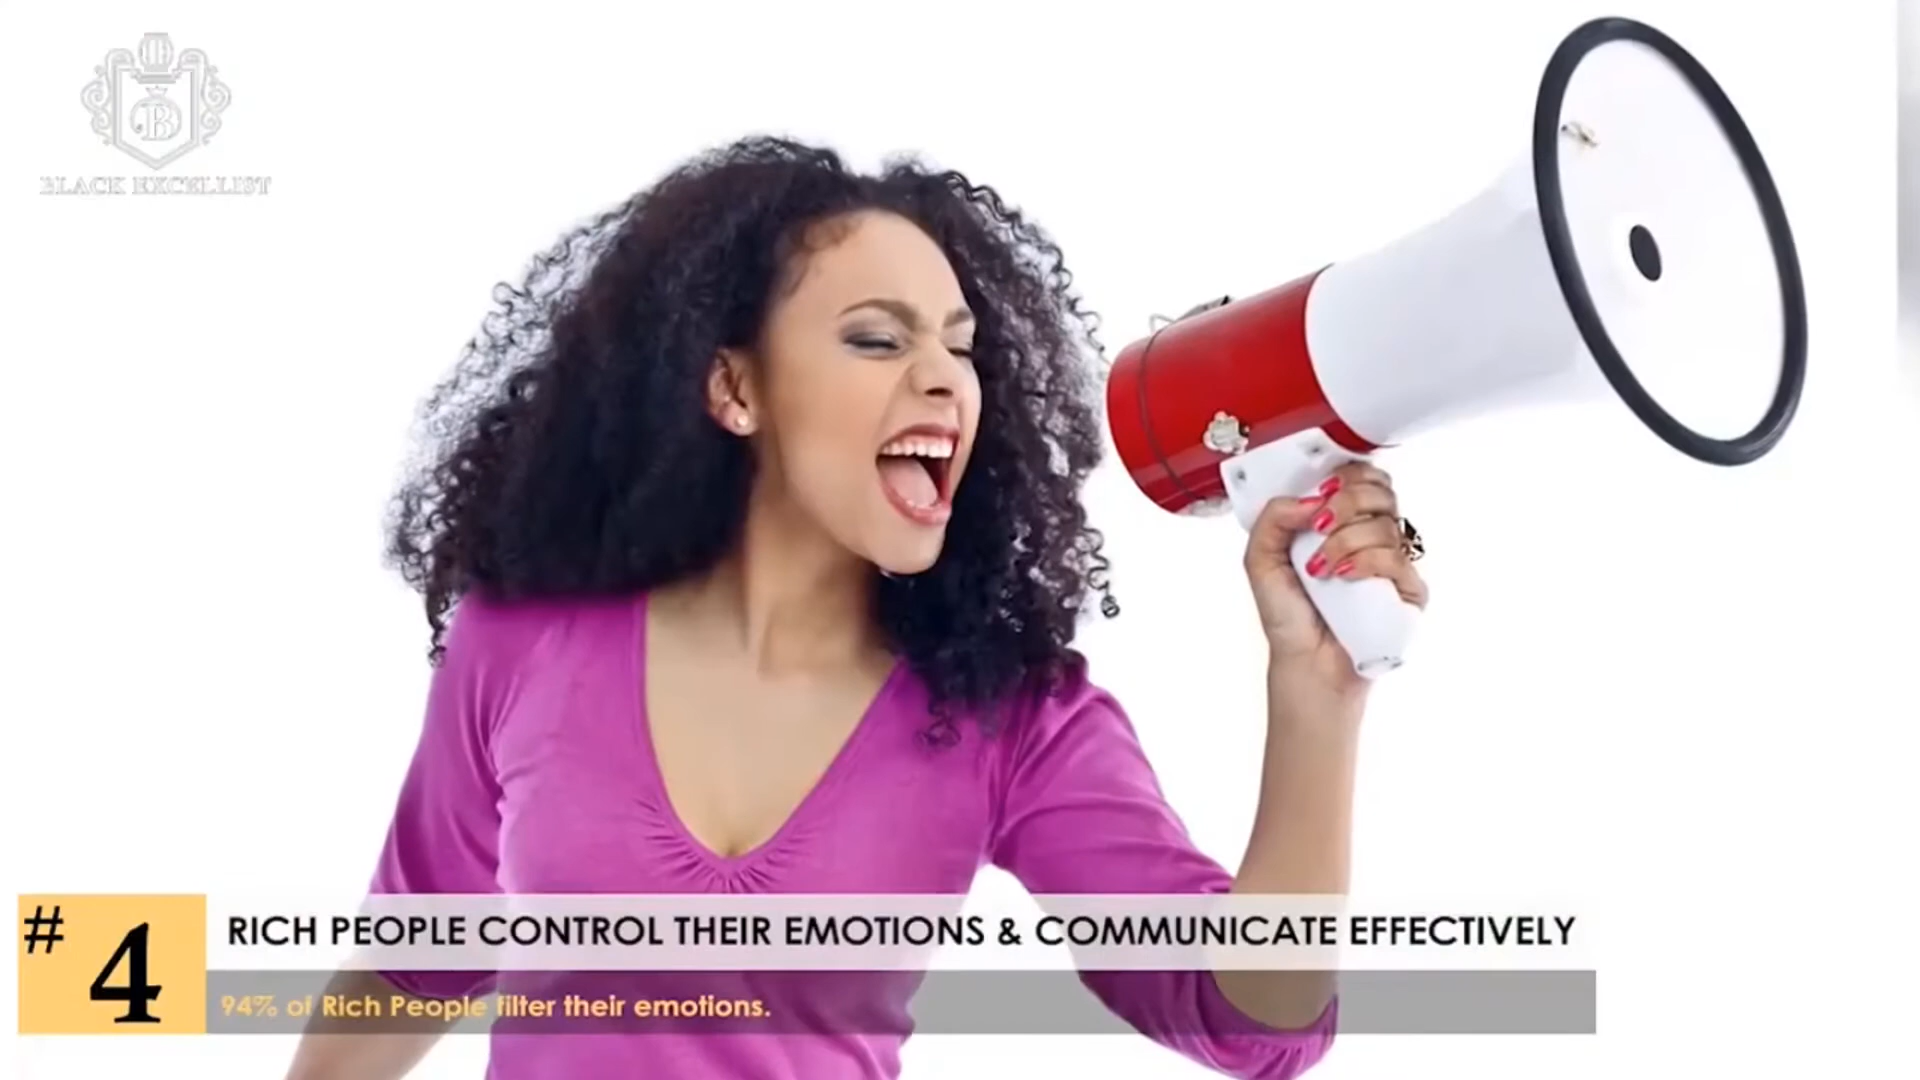 B
BLACK EXCELLIST
# 4
RICH PEOPLE CONTROL THEIR EMOTIONS & COMMUNICATE EFFECTIVELY
94% of Rich People filter their emotions.